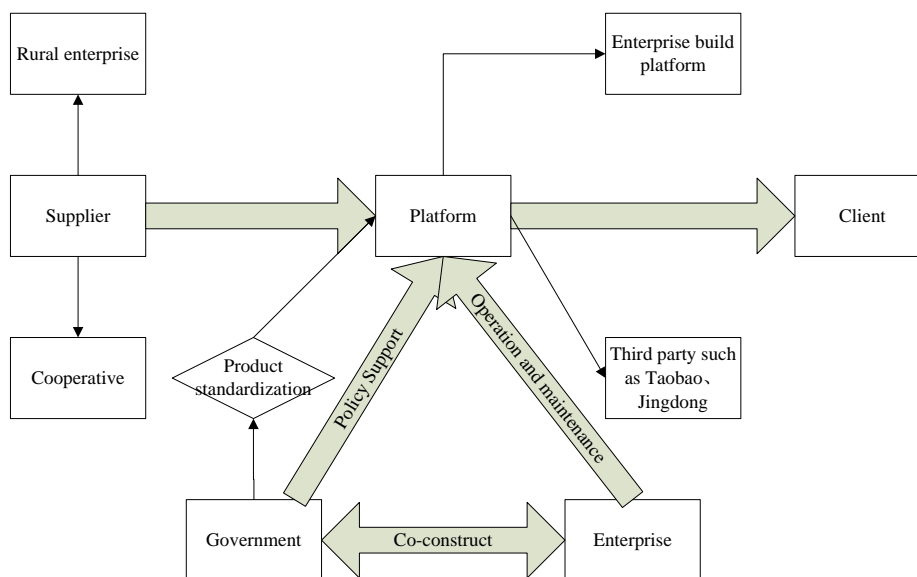 Rural enterprise
Enterprise build
platform
Supplier
Platform
Client
Operation and maintenance
Policy Support
Cooperative
Product
standardization
Third party such
as Taobao、
Jingdong
Government
Co-construct
Enterprise